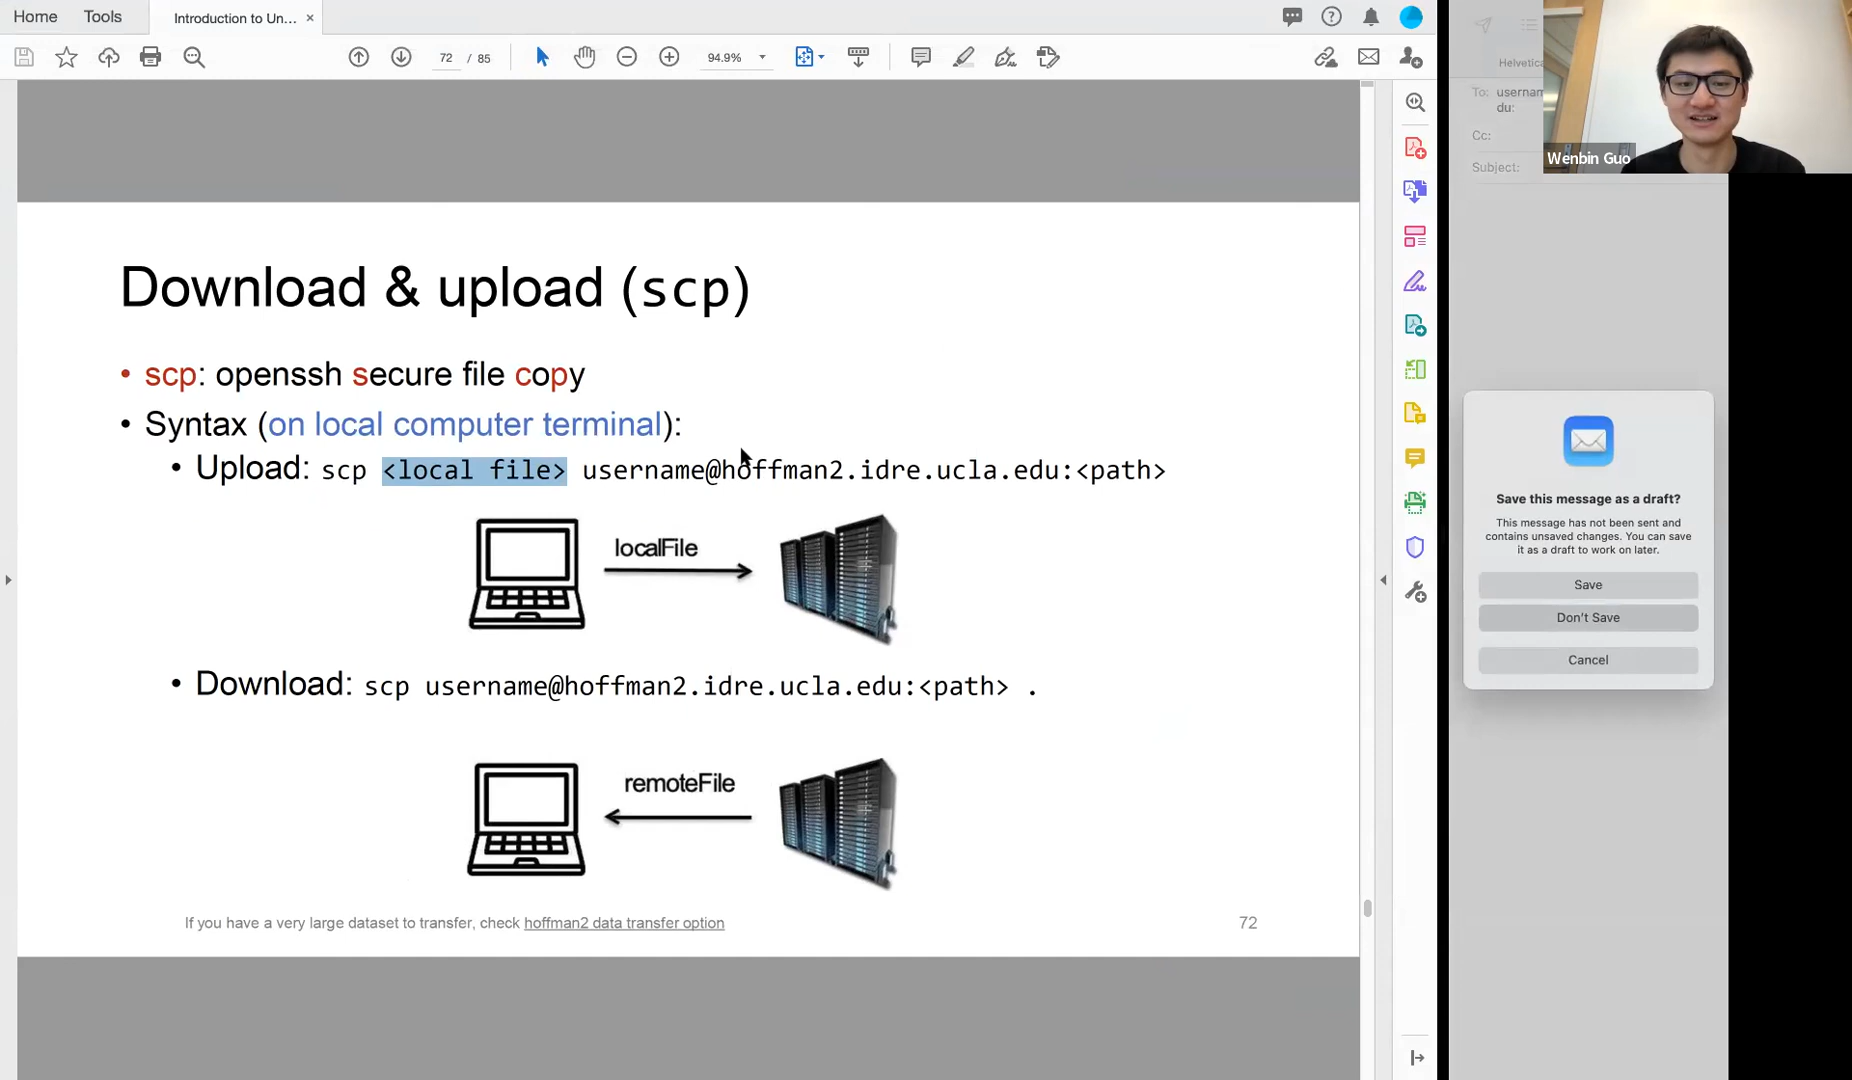 Home
Tools
Introduction to Un... ×
72 / 85
94.9%
Download & upload (scp)
• scp: openssh secure file copy
• Syntax (on local computer terminal):
• Upload: scp <local file> username@hoffman2.idre.ucla.edu:<path>
localFile
• Download: scp username@hoffman2.idre.ucla.edu:<path> .
remoteFile
If you have a very large dataset to transfer, check hoffman2 data transfer option
72
Helvetica
To: usernam
du:
Cc:
Subject:
Wenbin Guo
Save this message as a draft?
This message has not been sent and
contains unsaved changes. You can save
it as a draft to work on later.
Save
Don't Save
Cancel